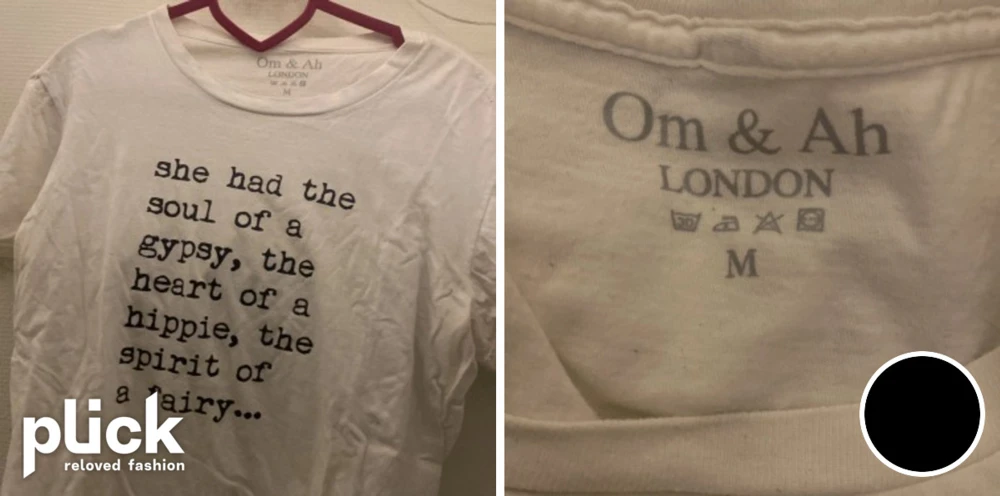 Om & Ah
LONDON
M
she had the
soul of a
gypsy, the
heart of a
hippie, the
spirit of
a fairy...
plick
reloved fashion
Om & Ah
LONDON
30
M